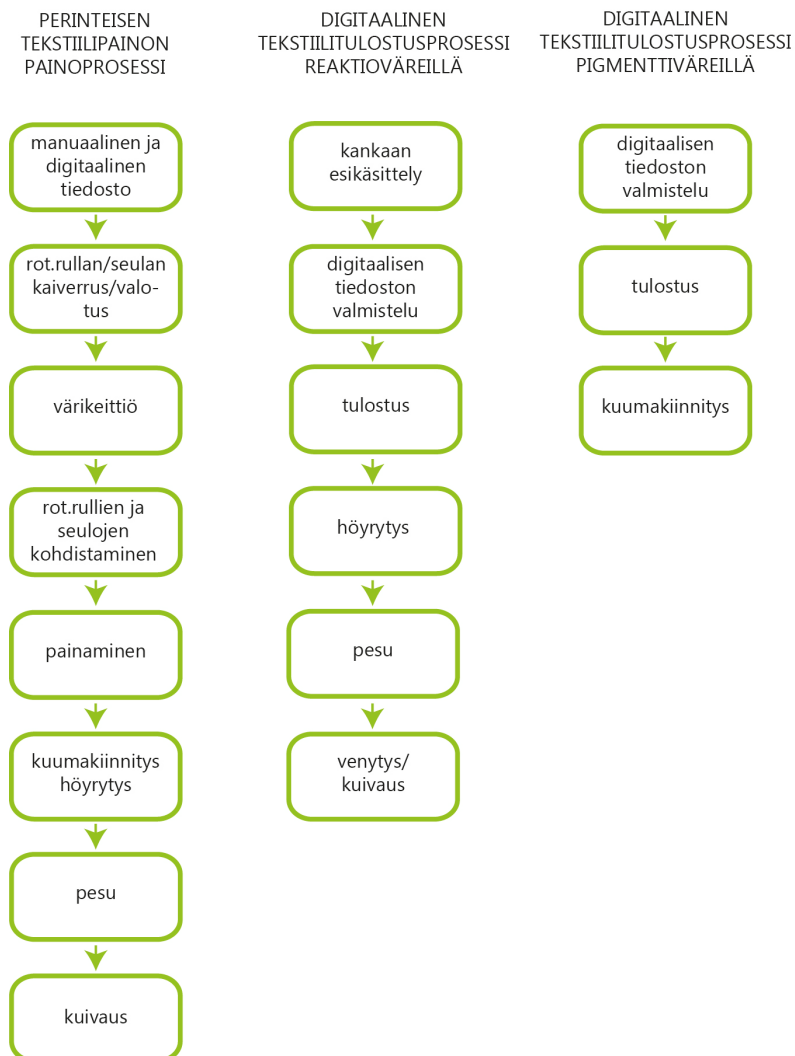 PERINTEISEN
TEKSTIILIPAINON
PAINOPROSESSI
manuaalinen ja
digitaalinen
tiedosto
rot.rullan/seulan
kaiverrus/valo-
tus
värikeittiö
rot.rullien ja
seulojen
kohdistaminen
painaminen
kuumakiinnitys
höyrytys
pesu
kuivaus
DIGITAALINEN
TEKSTIILITULOSTUSPROSESSI
REAKTIOVÄREILLÄ
kankaan
esikäsittely
digitaalisen
tiedoston
valmistelu
tulostus
höyrytys
pesu
venytys/
kuivaus
DIGITAALINEN
TEKSTIILITULOSTUSPROSESSI
PIGMENTTIVÄREILLÄ
digitaalisen
tiedoston
valmistelu
tulostus
kuumakiinnitys